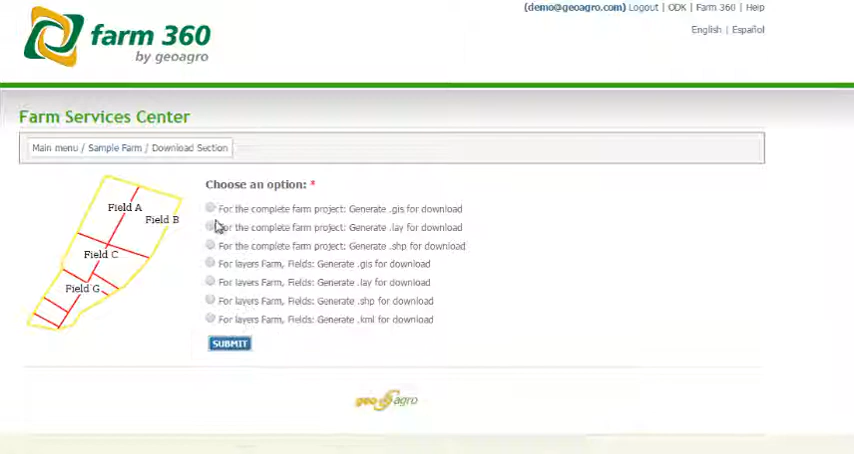 (demo@geoagro.com) Logout | ODK | Farm 360 | Help
English | Español
farm 360
by geoagro
Farm Services Center
Main menu / Sample Farm / Download Section
Choose an option: *
For the complete farm project: Generate .gis for download
For the complete farm project: Generate .lay for download
For the complete farm project: Generate .shp for download
For layers Farm, Fields: Generate .gis for download
For layers Farm, Fields: Generate .lay for download
For layers Farm, Fields: Generate .shp for download
For layers Farm, Fields: Generate .kml for download
SUBMIT
Field A
Field B
Field C
Field G
geoagro